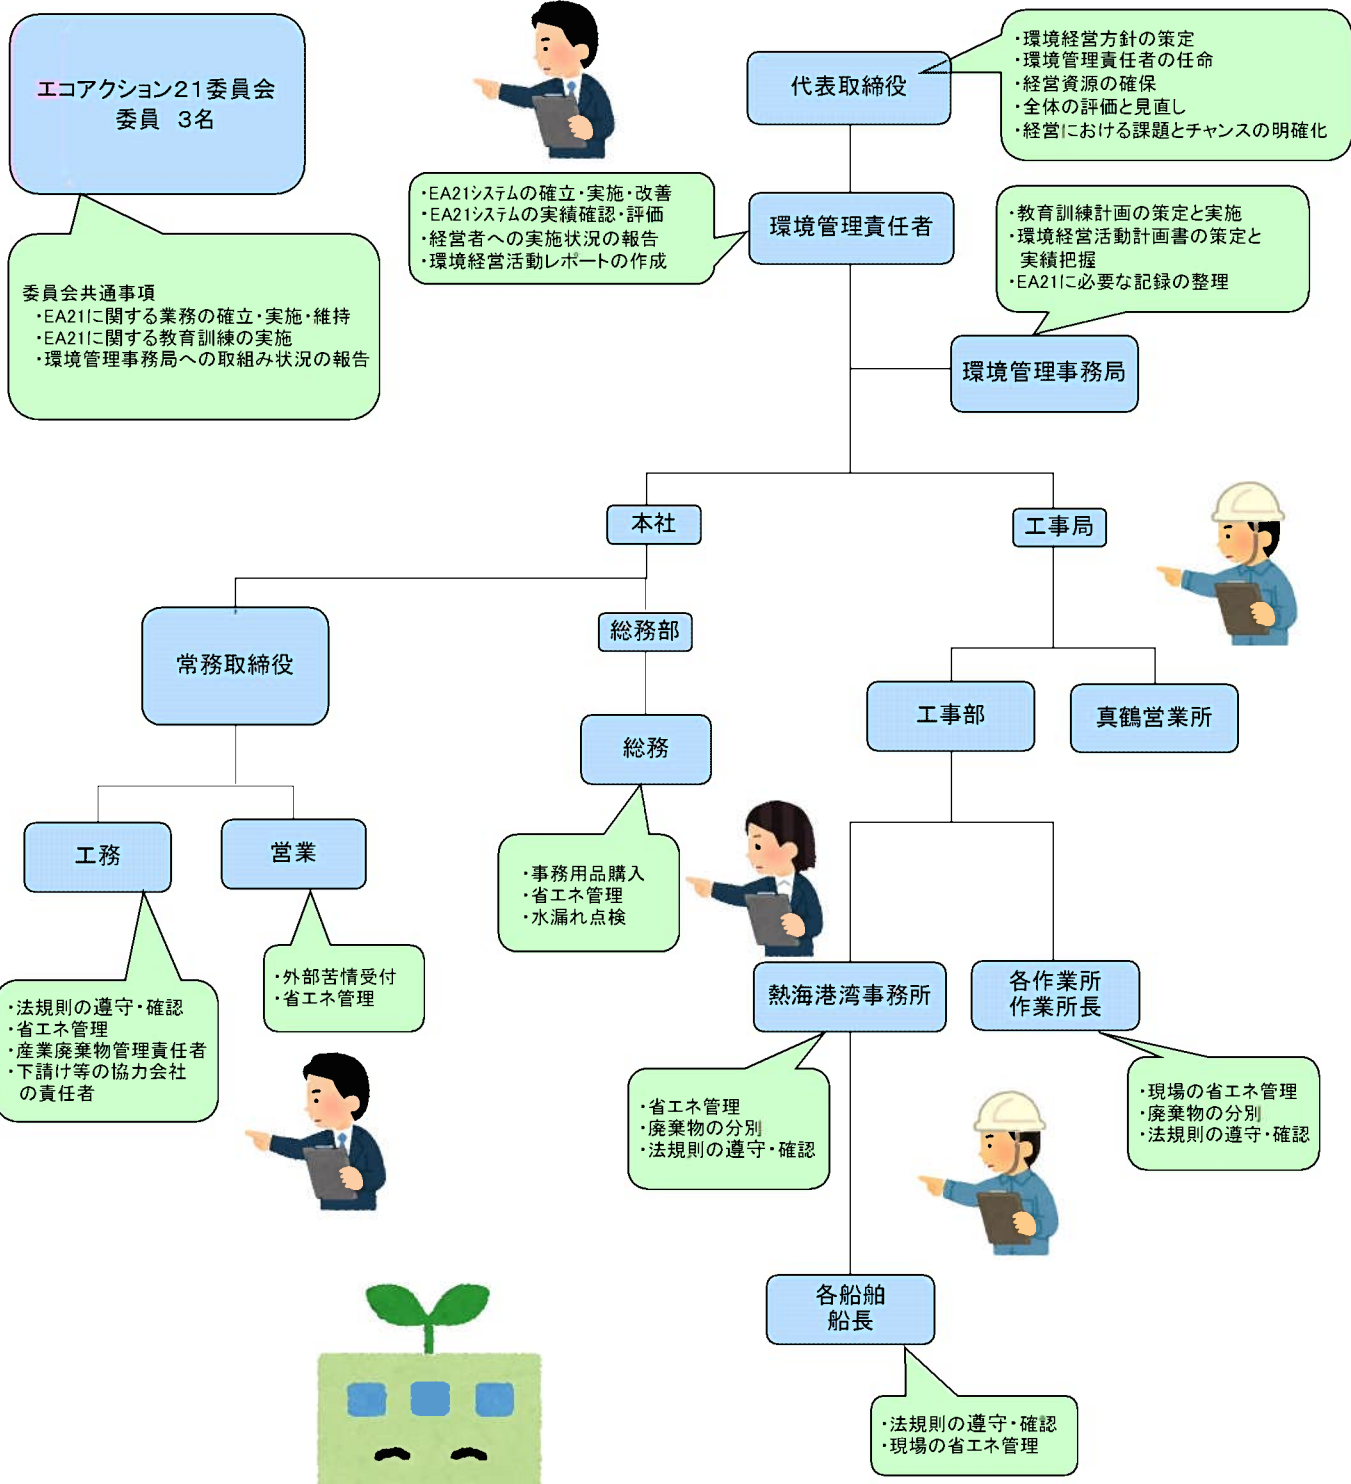 エコアクション21委員会
委員 3名
委員会共通事項
・EA21に関する業務の確立・実施・維持
・EA21に関する教育訓練の実施
・環境管理事務局への取組み状況の報告
代表取締役
・環境経営方針の策定
・環境管理責任者の任命
・経営資源の確保
・全体の評価と見直し
・経営における課題とチャンスの明確化
・EA21システムの確立・実施・改善
・EA21システムの実績確認・評価
・経営者への実施状況の報告
・環境経営活動レポートの作成
環境管理責任者
・教育訓練計画の策定と実施
・環境経営活動計画書の策定と
実績把握
・EA21に必要な記録の整理
環境管理事務局
本社
工事局
常務取締役
総務部
総務
工事部
真鶴営業所
工務
営業
・事務用品購入
・省エネ管理
・水漏れ点検
・法規則の遵守・確認
・省エネ管理
・産業廃棄物管理責任者
・下請け等の協力会社
の責任者
・外部苦情受付
・省エネ管理
熱海港湾事務所
各作業所
作業所長
・省エネ管理
・廃棄物の分別
・法規則の遵守・確認
・現場の省エネ管理
・廃棄物の分別
・法規則の遵守・確認
各船舶
船長
・法規則の遵守・確認
・現場の省エネ管理